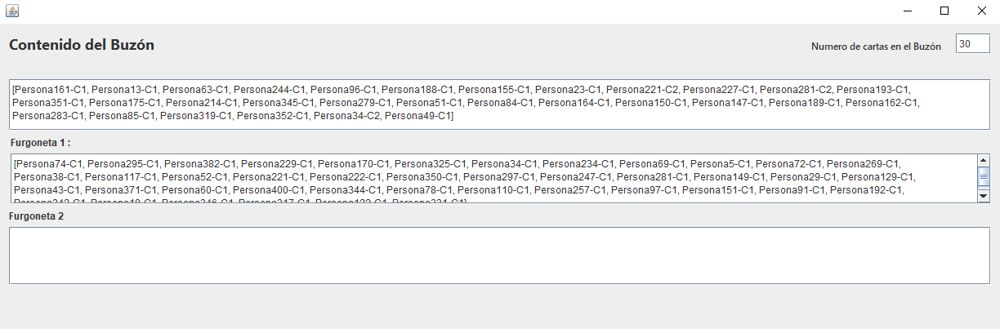 Contenido del Buzón
Numero de cartas en el Buzón 30
[Persona161-C1, Persona13-C1, Persona63-C1, Persona244-C1, Persona96-C1, Persona188-C1, Persona155-C1, Persona23-C1, Persona221-C2, Persona227-C1, Persona281-C2, Persona193-C1,
Persona351-C1, Persona175-C1, Persona214-C1, Persona345-C1, Persona279-C1, Persona51-C1, Persona84-C1, Persona164-C1, Persona150-C1, Persona147-C1, Persona189-C1, Persona162-C1,
Persona283-C1, Persona85-C1, Persona319-C1, Persona352-C1, Persona34-C2, Persona49-C1]
Furgoneta 1 :
[Persona74-C1, Persona295-C1, Persona382-C1, Persona229-C1, Persona170-C1, Persona325-C1, Persona34-C1, Persona234-C1, Persona69-C1, Persona5-C1, Persona72-C1, Persona269-C1,
Persona38-C1, Persona117-C1, Persona52-C1, Persona221-C1, Persona222-C1, Persona350-C1, Persona297-C1, Persona247-C1, Persona281-C1, Persona149-C1, Persona29-C1, Persona129-C1,
Persona43-C1, Persona371-C1, Persona60-C1, Persona400-C1, Persona344-C1, Persona78-C1, Persona110-C1, Persona257-C1, Persona97-C1, Persona151-C1, Persona91-C1, Persona192-C1,
Furgoneta 2